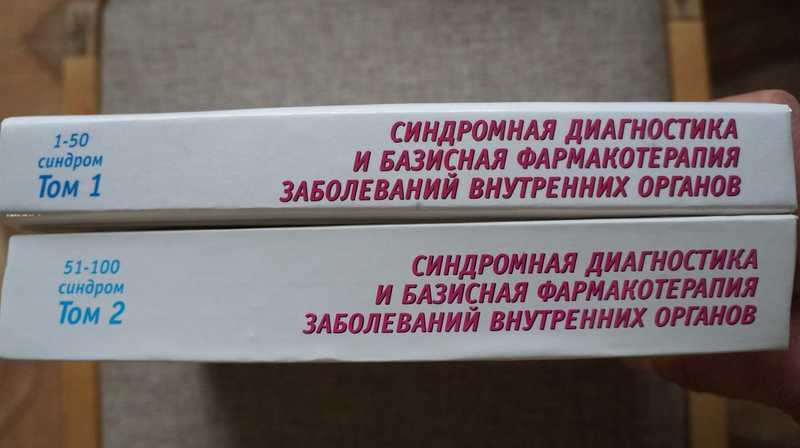 1-50
синдром
Том 1
СИНДРОМНАЯ ДИАГНОСТИКА
И БАЗИСНАЯ ФАРМАКОТЕРАПИЯ
ЗАБОЛЕВАНИЙ ВНУТРЕННИХ ОРГАНОВ
51-100
синдром
Том 2
СИНДРОМНАЯ ДИАГНОСТИКА
И БАЗИСНАЯ ФАРМАКОТЕРАПИЯ
ЗАБОЛЕВАНИЙ ВНУТРЕННИХ ОРГАНОВ